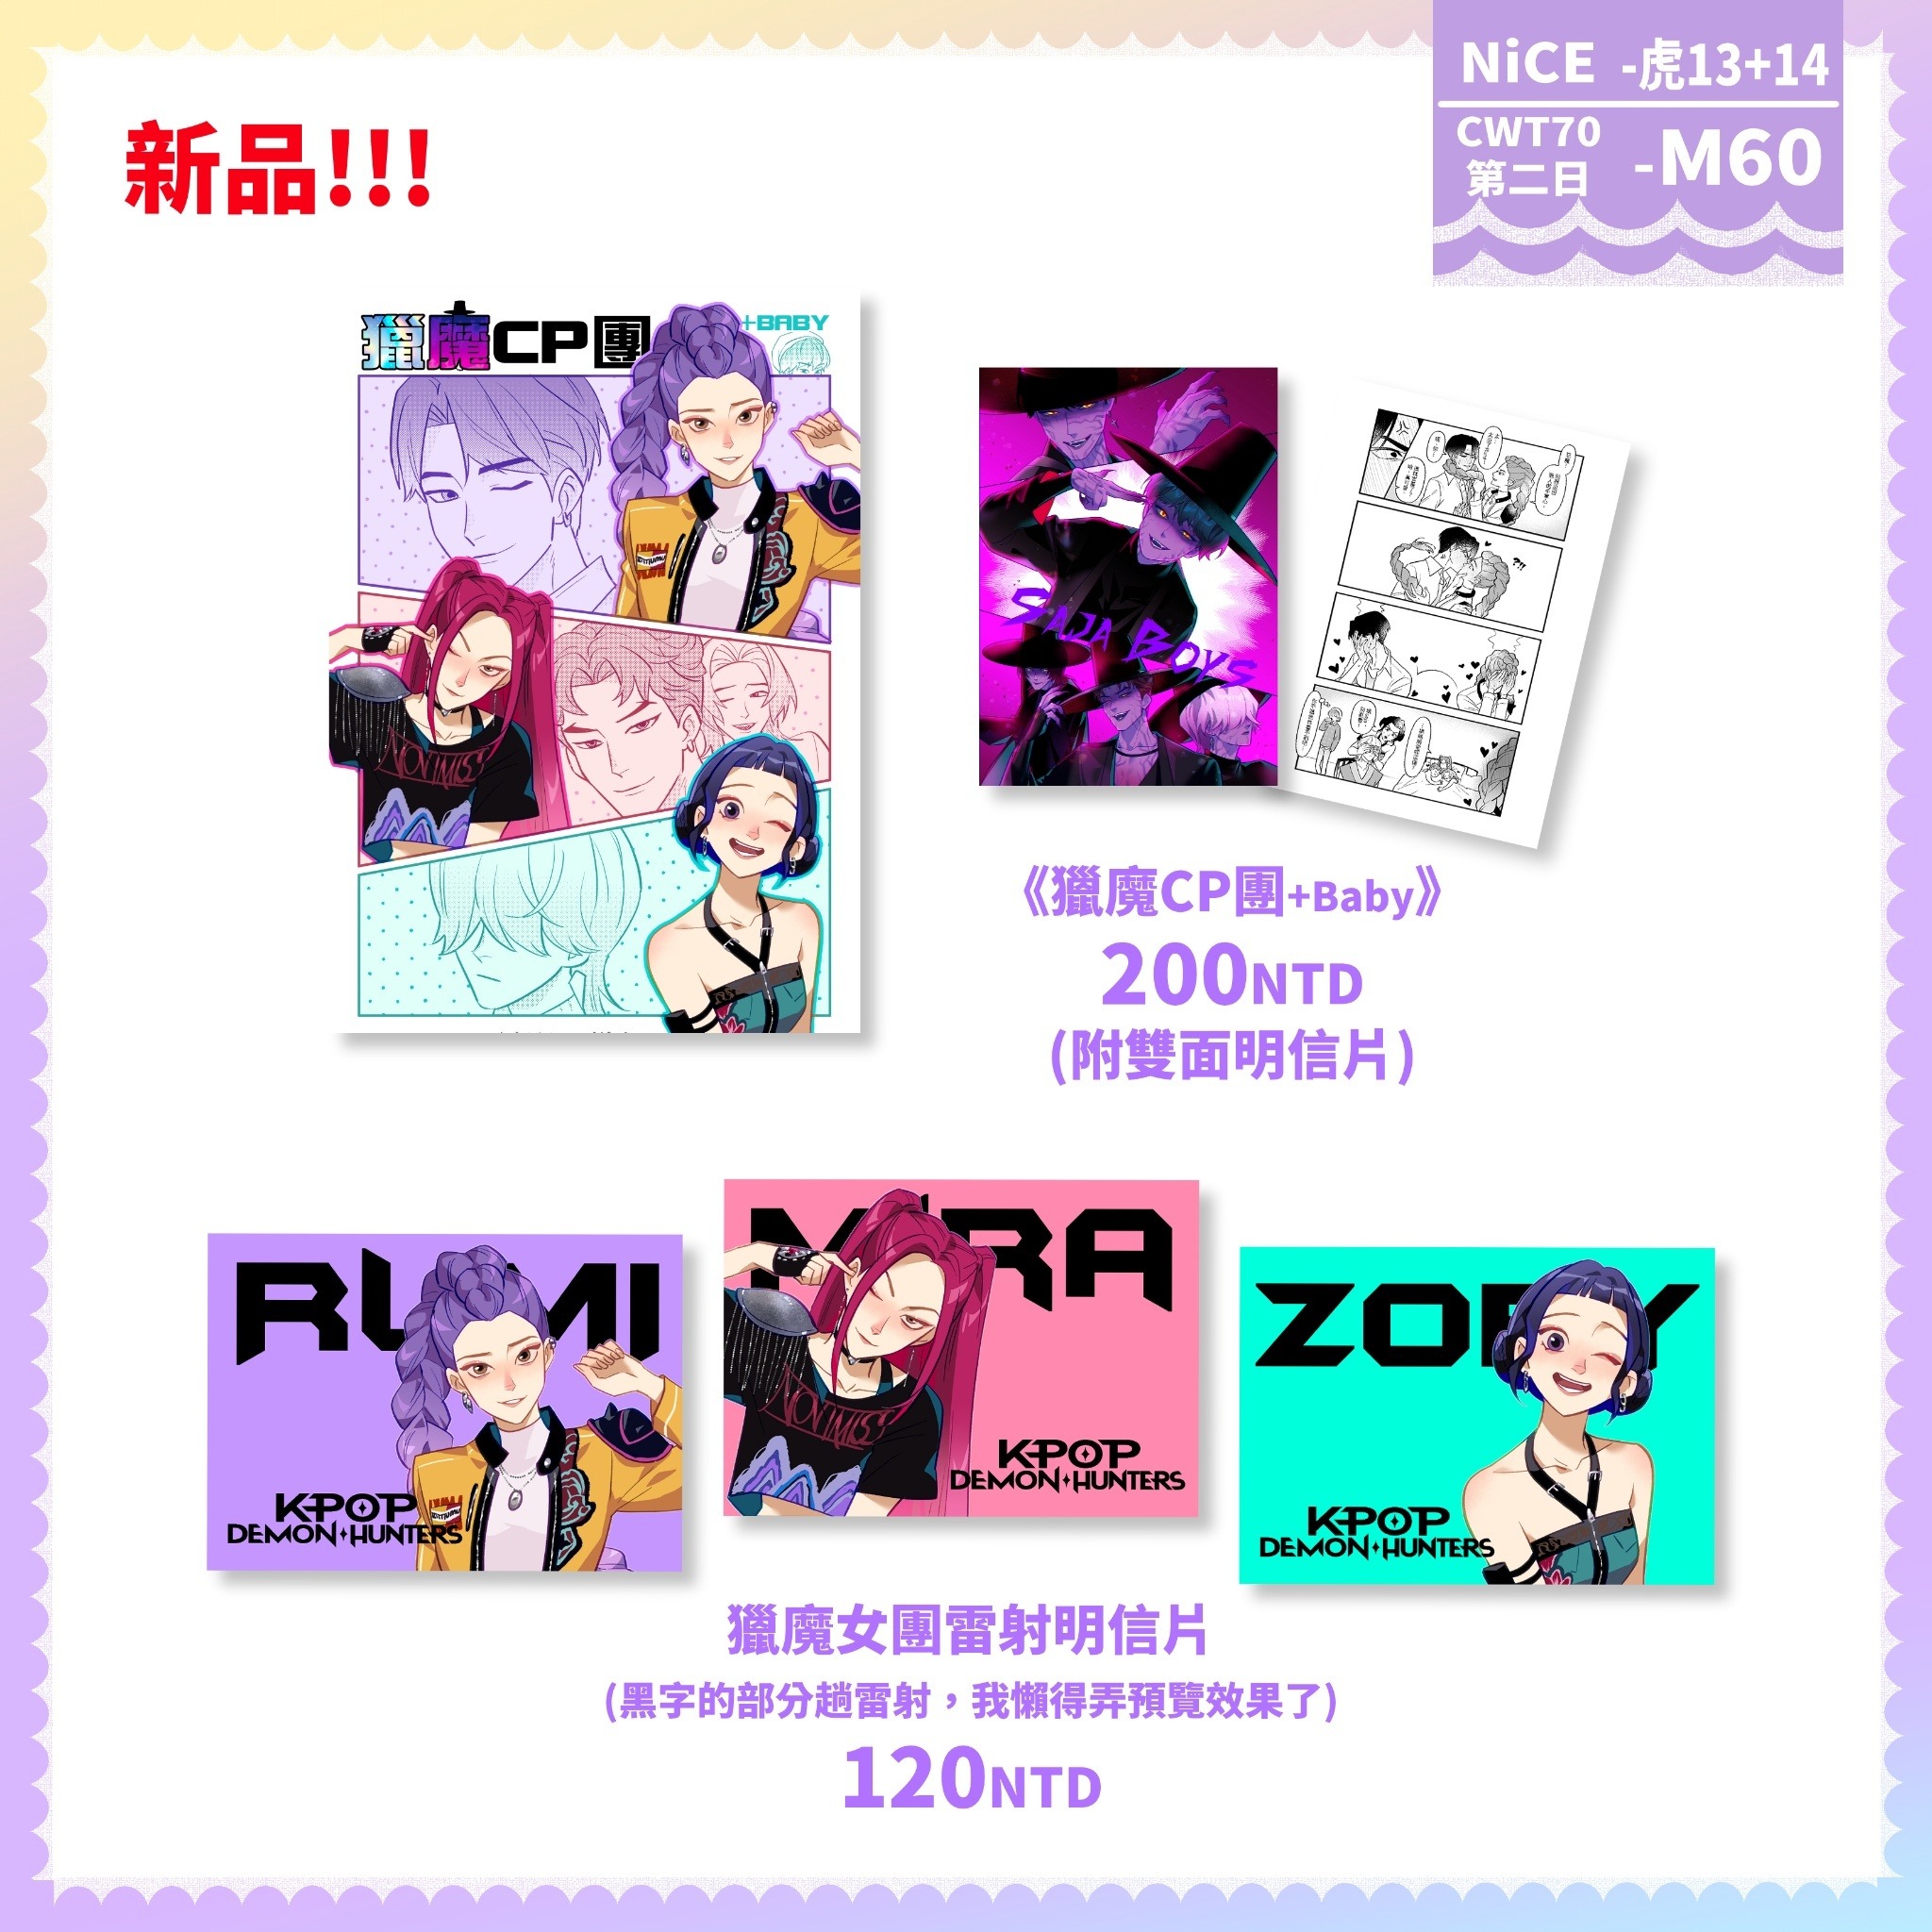 新品!!!
NiCE -虎13+14
CWT70
第二日
-M60
獵魔CP團
+BABY
SAJA BOYS
《獵魔CP團+Baby》
200NTD
(附雙面明信片)
RUMI
KPOP
DEMON HUNTERS
MIRA
KPOP
DEMON HUNTERS
ZOEY
KPOP
DEMON HUNTERS
獵魔女團雷射明信片
(黑字的部分趟雷射，我懶得弄預覽效果了)
120NTD